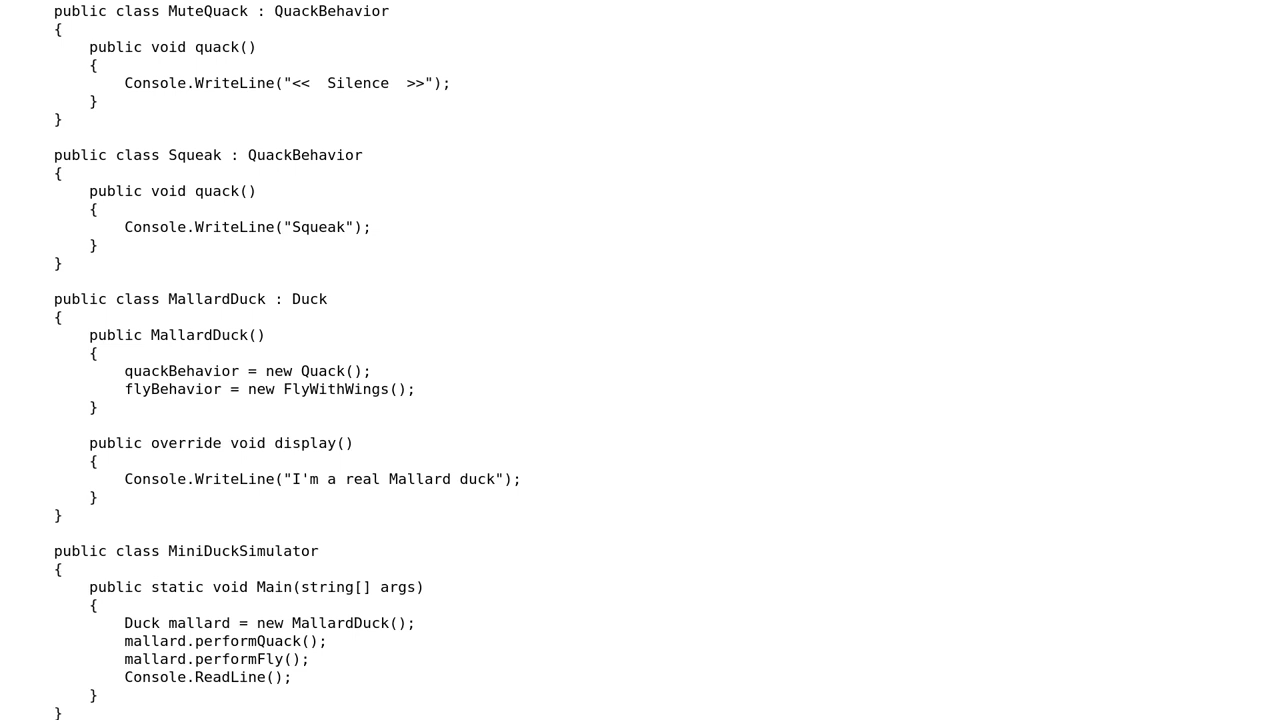 public class MuteQuack : QuackBehavior
{
    public void quack()
    {
        Console.WriteLine("<<  Silence  >>");
    }
}

public class Squeak : QuackBehavior
{
    public void quack()
    {
        Console.WriteLine("Squeak");
    }
}

public class MallardDuck : Duck
{
    public MallardDuck()
    {
        quackBehavior = new Quack();
        flyBehavior = new FlyWithWings();
    }

    public override void display()
    {
        Console.WriteLine("I'm a real Mallard duck");
    }
}

public class MiniDuckSimulator
{
    public static void Main(string[] args)
    {
        Duck mallard = new MallardDuck();
        mallard.performQuack();
        mallard.performFly();
        Console.ReadLine();
    }
}